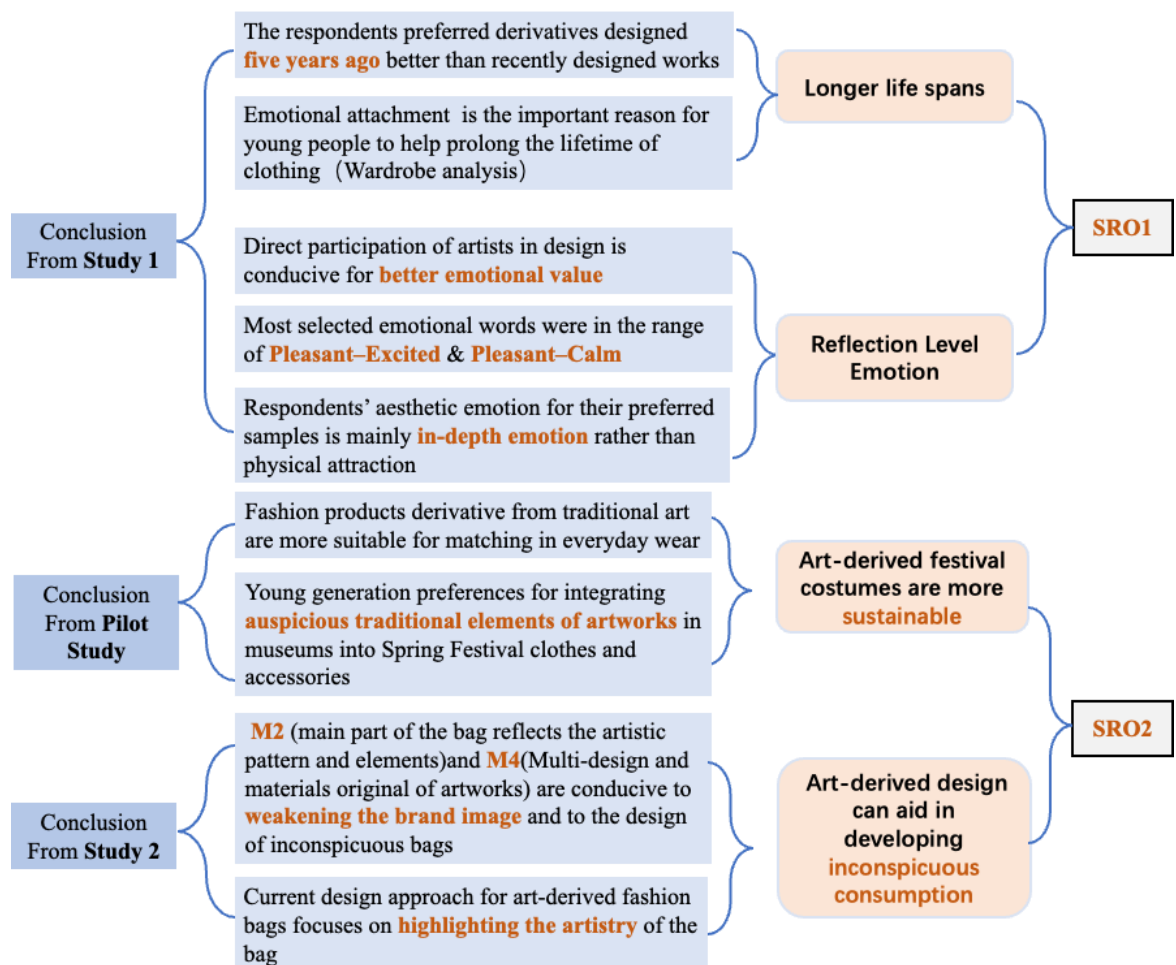 The respondents preferred derivatives designed
five years ago better than recently designed works
Emotional attachment  is the important reason for
young people to help prolong the lifetime of
clothing（Wardrobe analysis）
Longer life spans
Conclusion
From Study 1
Direct participation of artists in design is
conducive for better emotional value
Most selected emotional words were in the range
of Pleasant–Excited & Pleasant–Calm
Respondents’ aesthetic emotion for their preferred
samples is mainly in-depth emotion rather than
physical attraction
Reflection Level
Emotion
SRO1
Conclusion
From Pilot
Study
Fashion products derivative from traditional art
are more suitable for matching in everyday wear
Young generation preferences for integrating
auspicious traditional elements of artworks in
museums into Spring Festival clothes and
accessories
Art-derived festival
costumes are more
sustainable
Conclusion
From Study 2
M2 (main part of the bag reflects the artistic
pattern and elements)and M4(Multi-design and
materials original of artworks) are conducive to
weakening the brand image and to the design
of inconspicuous bags
Current design approach for art-derived fashion
bags focuses on highlighting the artistry of the
bag
Art-derived design
can aid in
developing
inconspicuous
consumption
SRO2